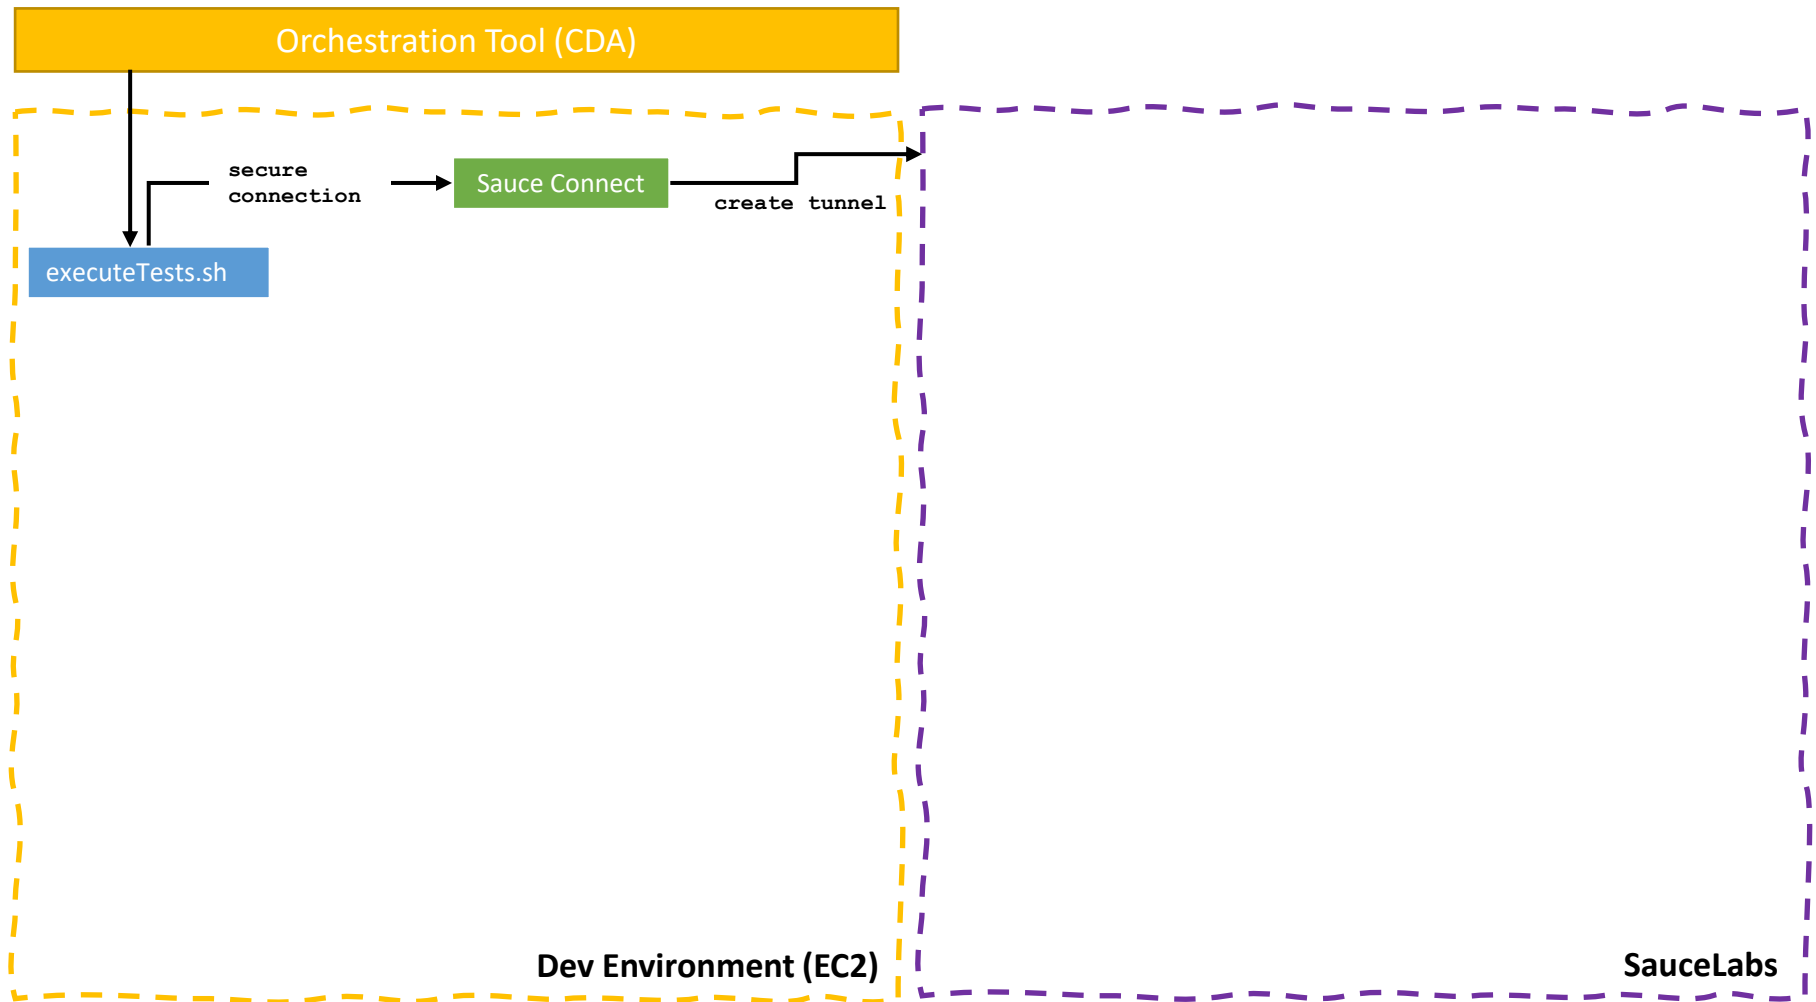 Orchestration Tool (CDA)
secure
connection
Sauce Connect
create tunnel
executeTests.sh
Dev Environment (EC2)
SauceLabs